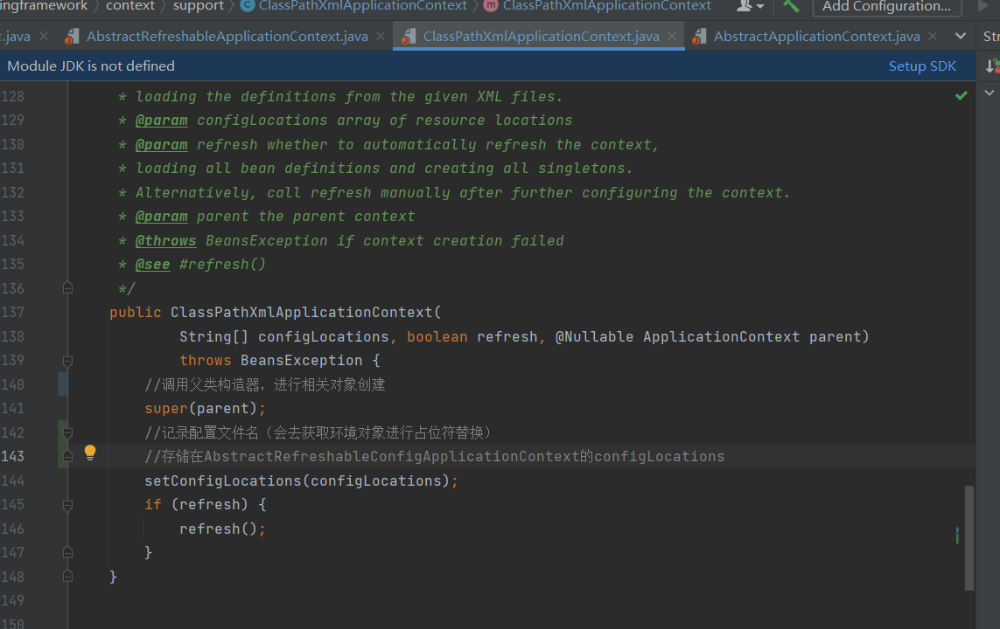 ingframework 〉 context 〉 support 〉 C ClassPathXmlApplicationContext 〉 m ClassPathXmlApplicationContext Add Configuration...
t.java AbstractRefreshableApplicationContext.java ClassPathXmlApplicationContext.java AbstractApplicationContext.java Str
Module JDK is not defined Setup SDK
128 * loading the definitions from the given XML files.
129 * @param configLocations array of resource locations
130 * @param refresh whether to automatically refresh the context,
131 * loading all bean definitions and creating all singletons.
132 * Alternatively, call refresh manually after further configuring the context.
133 * @param parent the parent context
134 * @throws BeansException if context creation failed
135 * @see #refresh()
136 */
137 public ClassPathXmlApplicationContext(
138 String[] configLocations, boolean refresh, @Nullable ApplicationContext parent)
139 throws BeansException {
140 //调用父类构造器，进行相关对象创建
141 super(parent);
142 //记录配置文件名（会去获取环境对象进行占位符替换）
143 //存储在AbstractRefreshableConfigApplicationContext的configLocations
144 setConfigLocations(configLocations);
145 if (refresh) {
146 refresh();
147 }
148 }
149
150